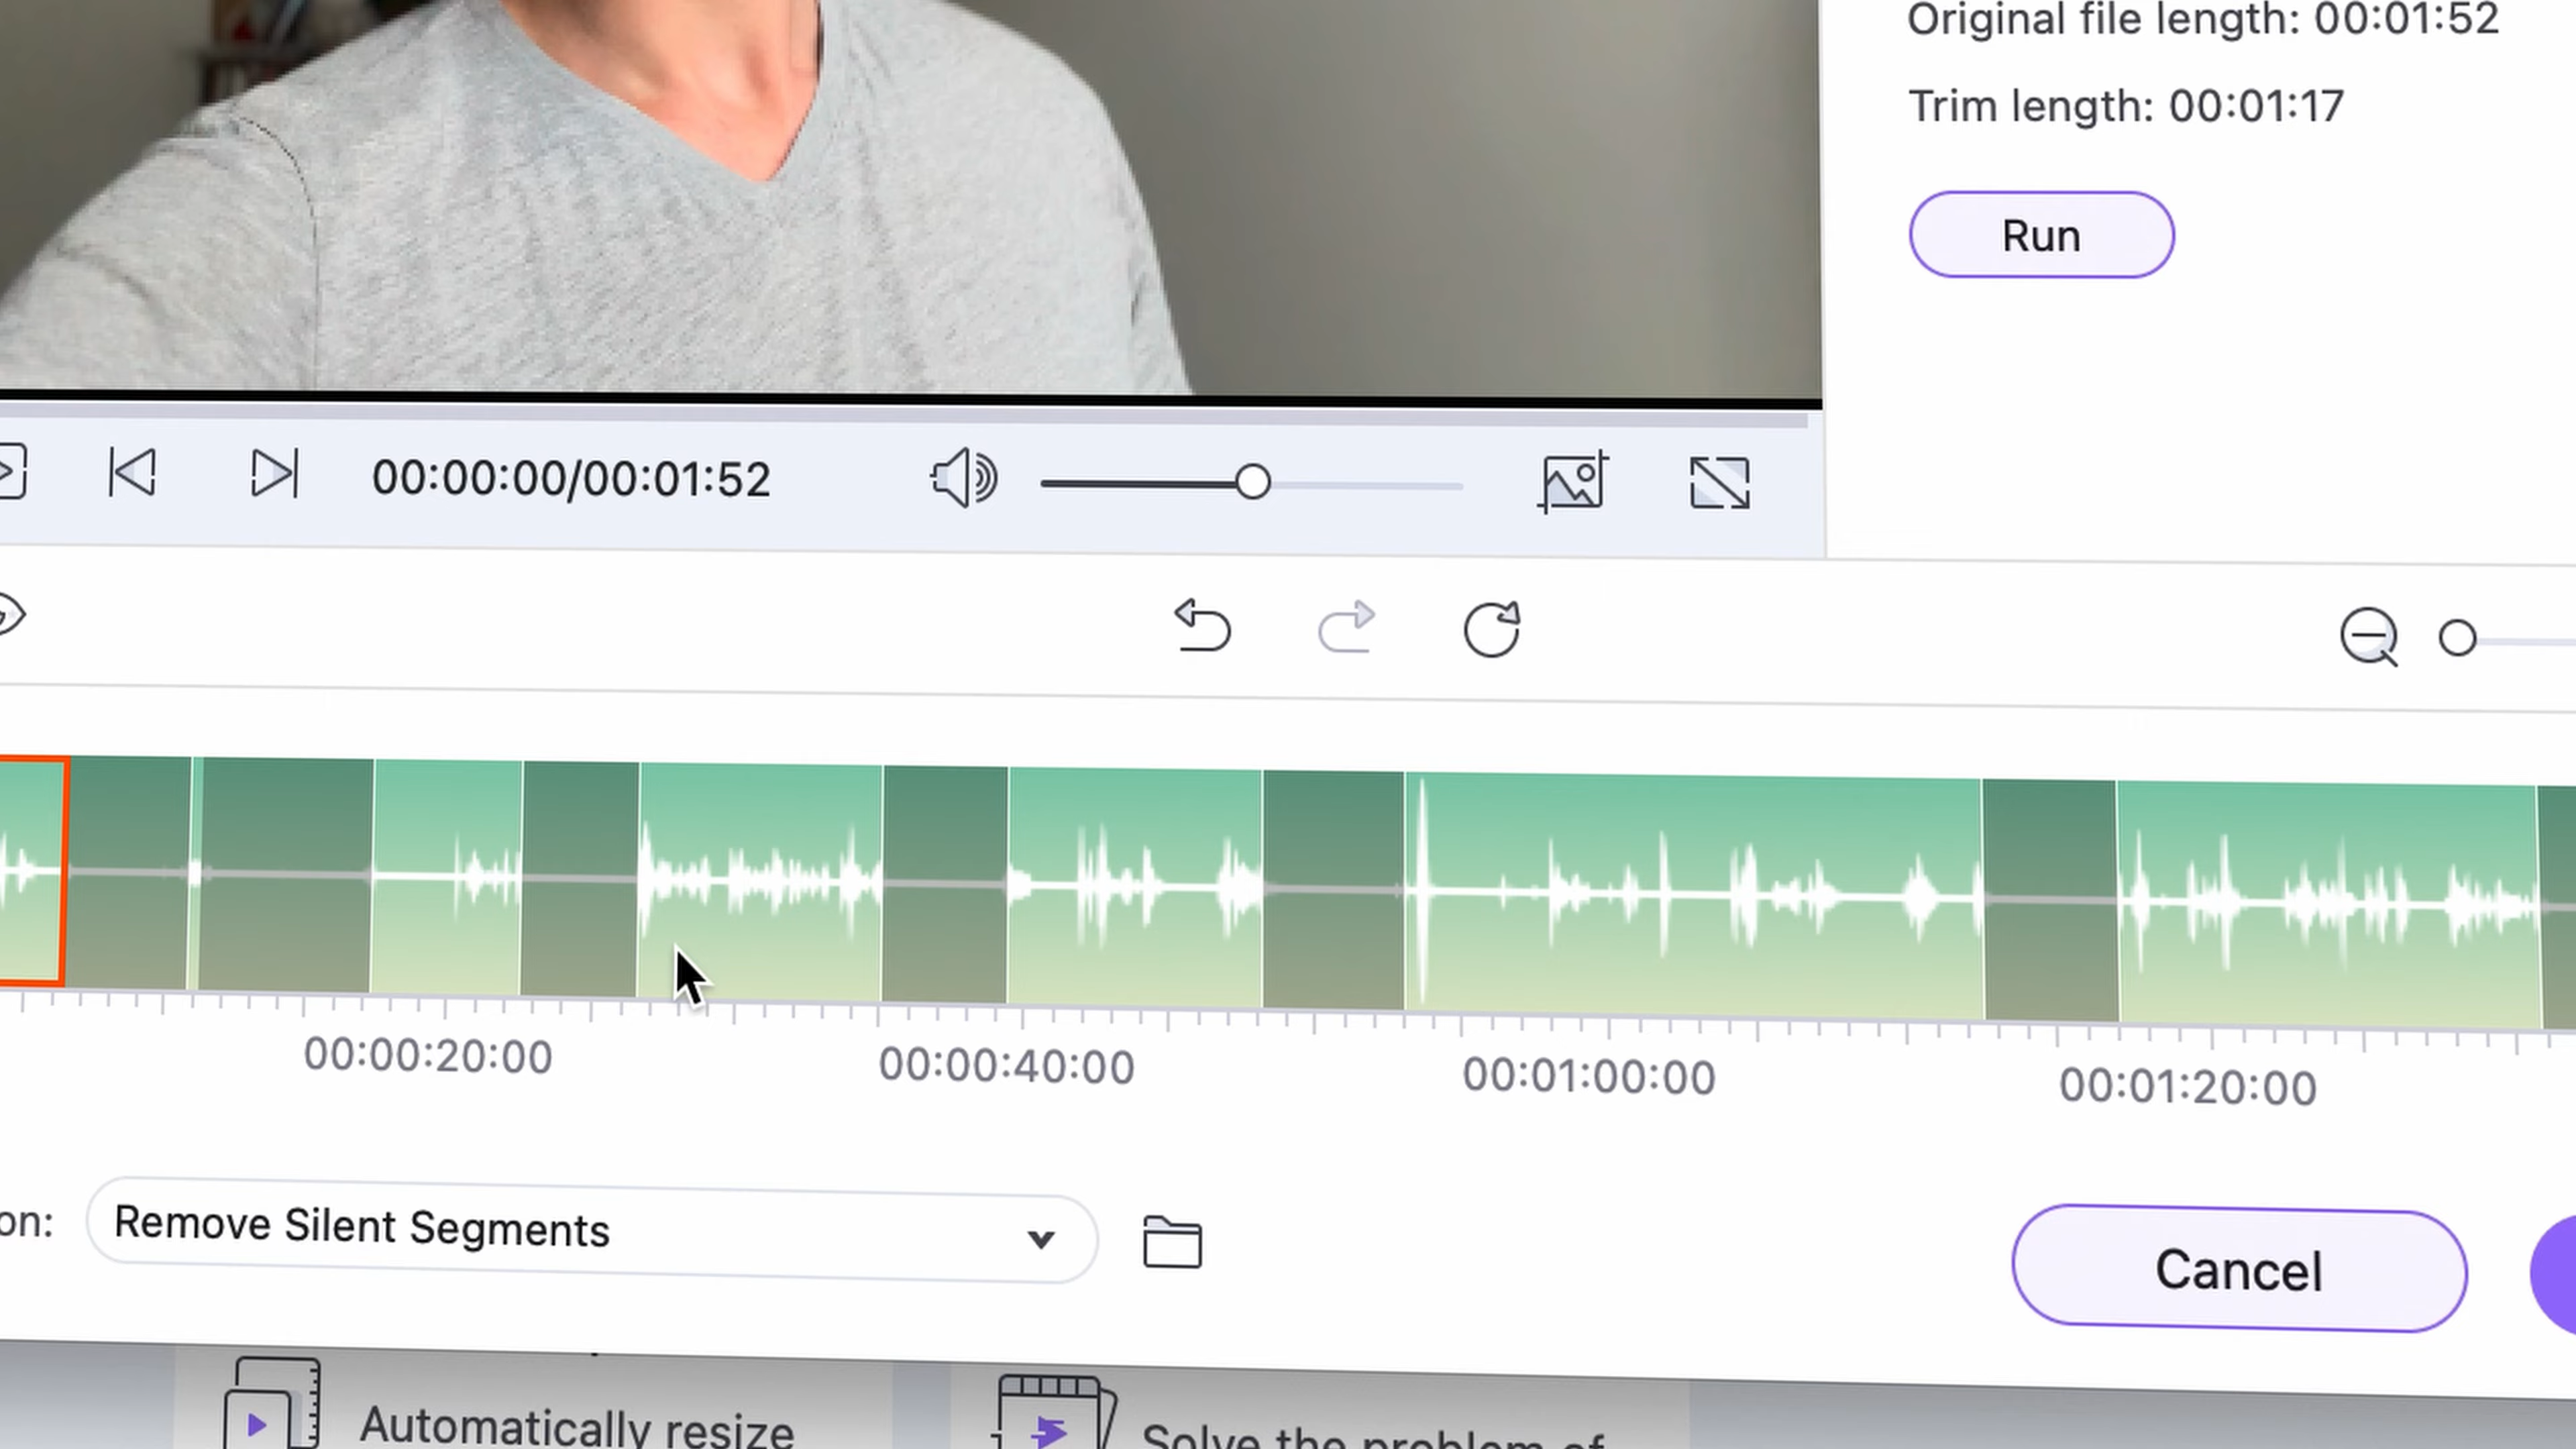 Original file length: 00:01:52
Trim length: 00:01:17
Run
00:00:00/00:01:52
00:00:20:00
00:00:40:00
00:01:00:00
00:01:20:00
on:
Remove Silent Segments
Cancel
Automatically resize
Solve the problem of